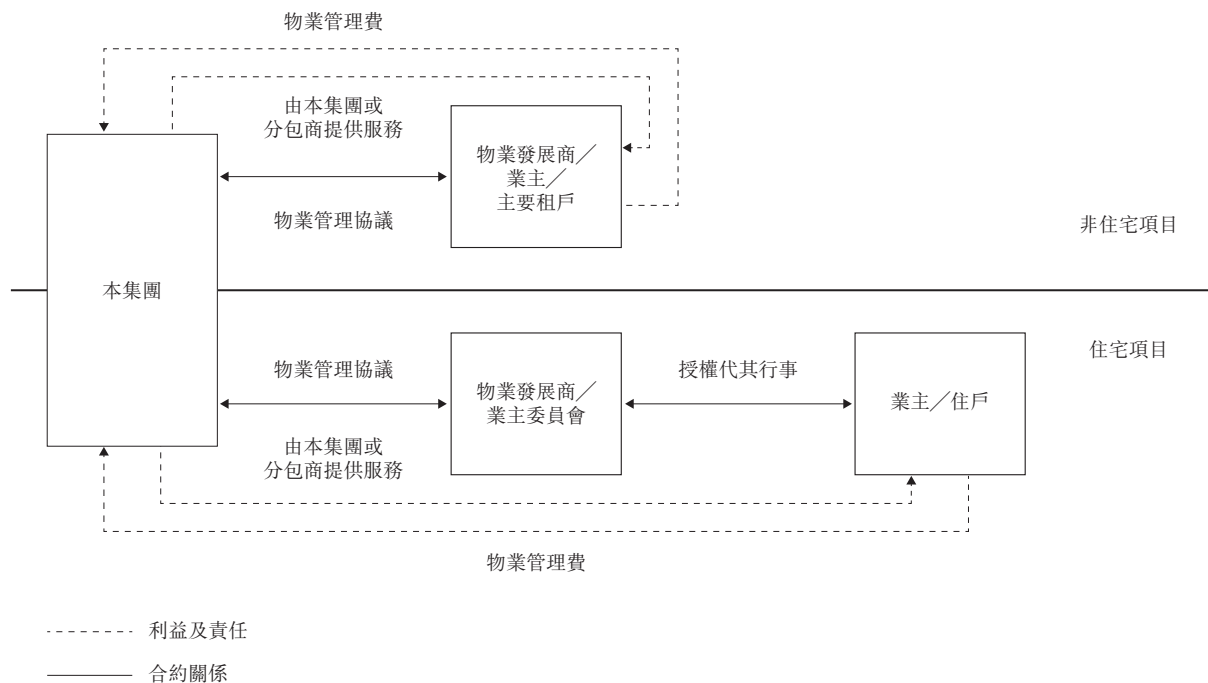 物業管理費
由本集團或
分包商提供服務
物業發展商／
業主／
主要租戶
物業管理協議
非住宅項目
本集團
住宅項目
物業管理協議
授權代其行事
物業發展商／
業主委員會
業主／住戶
由本集團或
分包商提供服務
物業管理費
利益及責任
合約關係